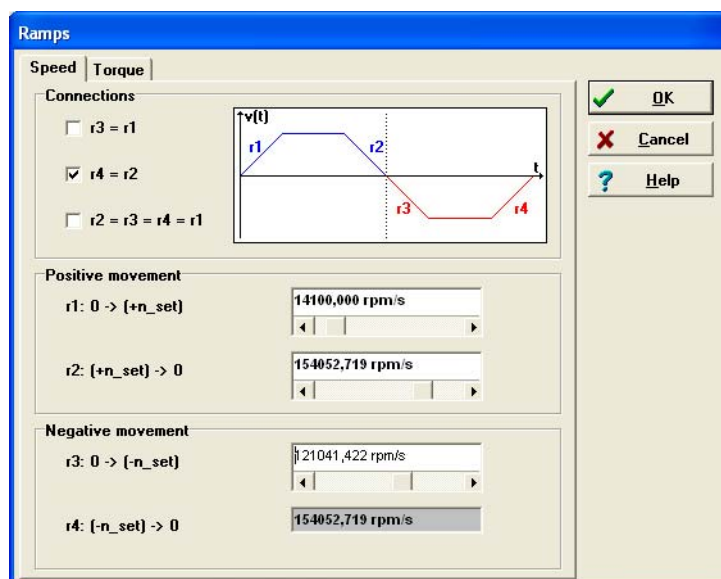 Ramps
Speed Torque
Connections
r3 = r1
r4 = r2
r2 = r3 = r4 = r1
v(t)
r1
r2
t
r3
r4
OK
Cancel
Help
Positive movement
r1: 0 -> (+n_set)
14100,000 rpm/s
r2: (+n_set) -> 0
154052,719 rpm/s
Negative movement
r3: 0 -> (-n_set)
121041,422 rpm/s
r4: (-n_set) -> 0
154052,719 rpm/s